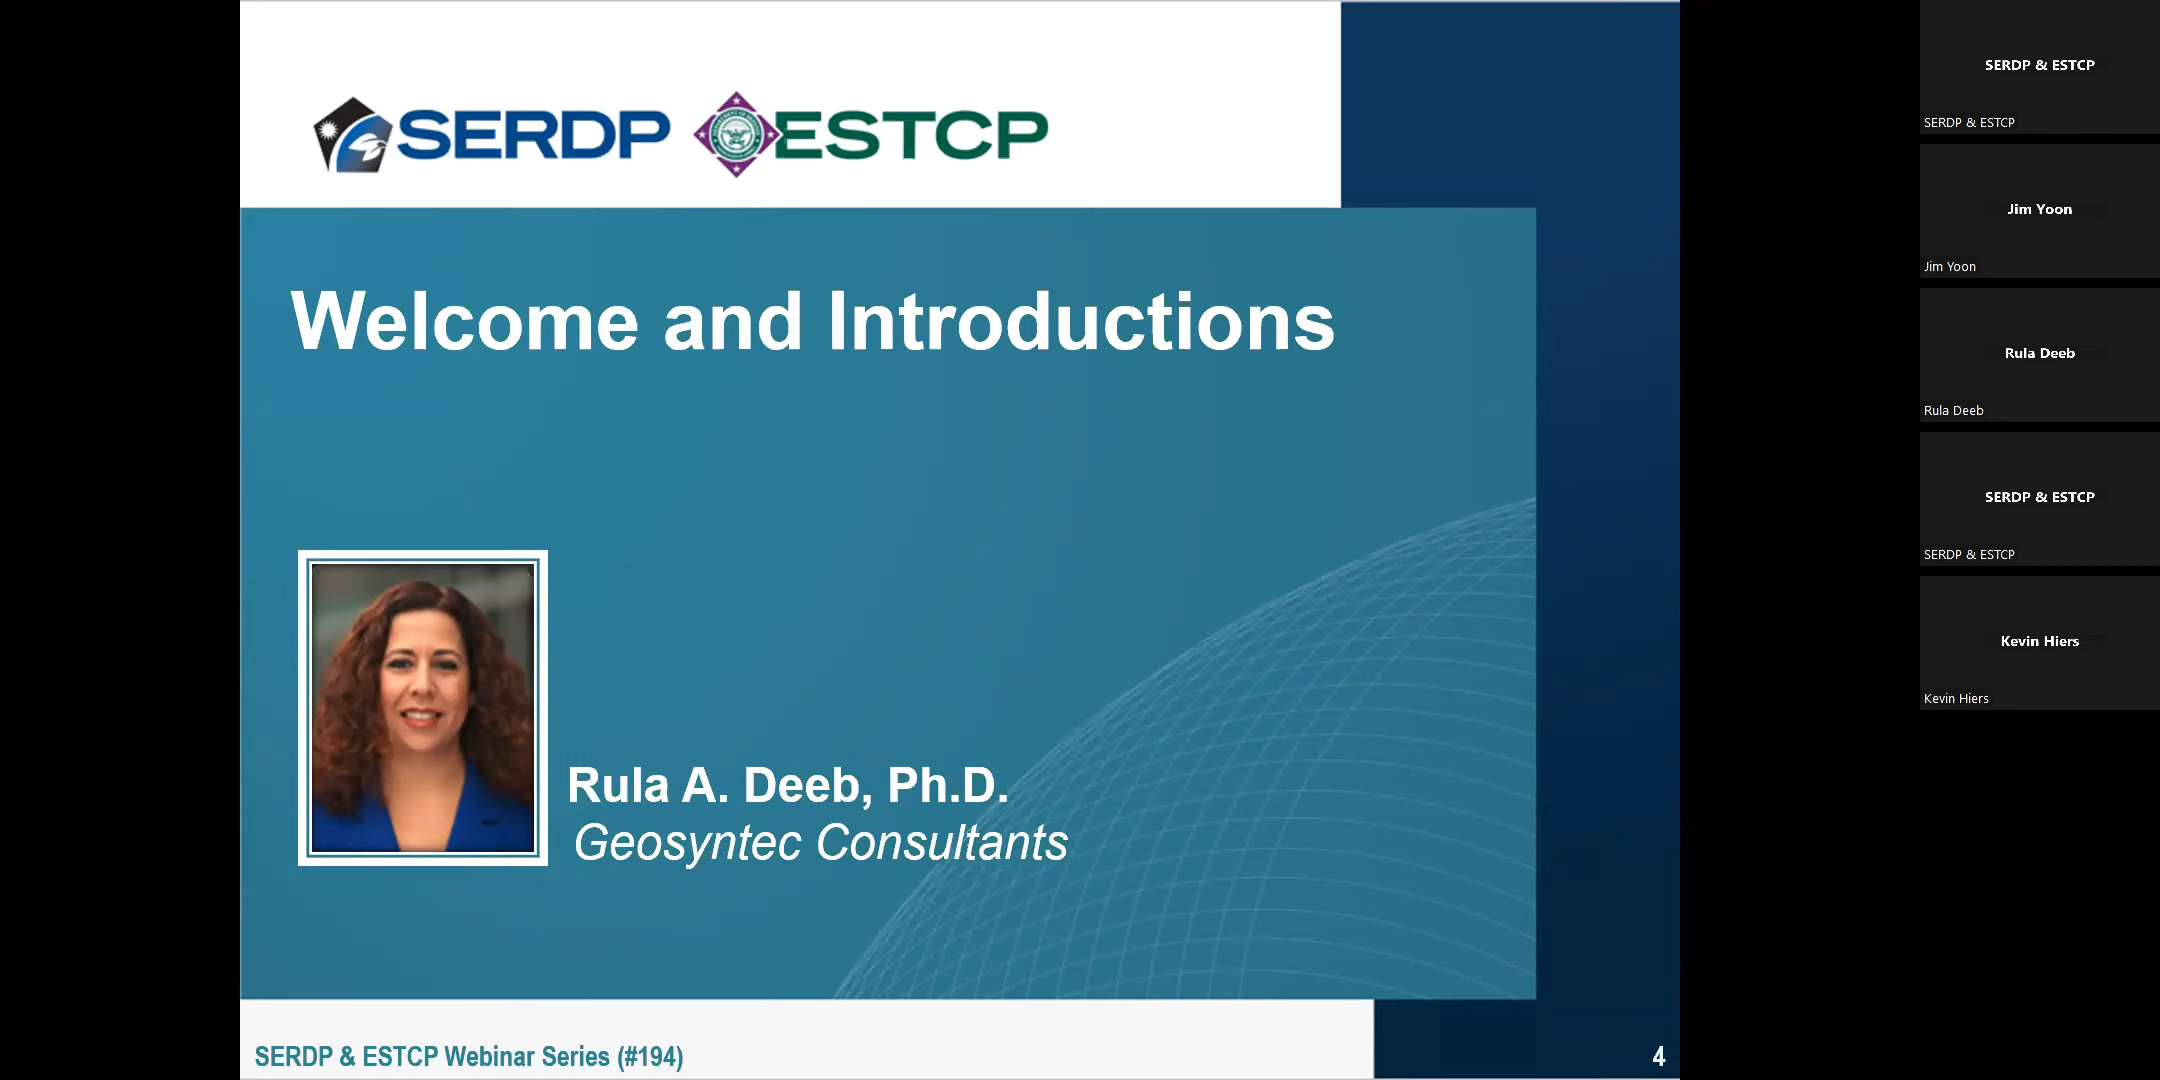 SERDP ESTCP
Welcome and Introductions
Rula A. Deeb, Ph.D.
Geosyntec Consultants
SERDP & ESTCP Webinar Series (#194)
4
SERDP & ESTCP
SERDP & ESTCP
Jim Yoon
Jim Yoon
Rula Deeb
Rula Deeb
SERDP & ESTCP
SERDP & ESTCP
Kevin Hiers
Kevin Hiers